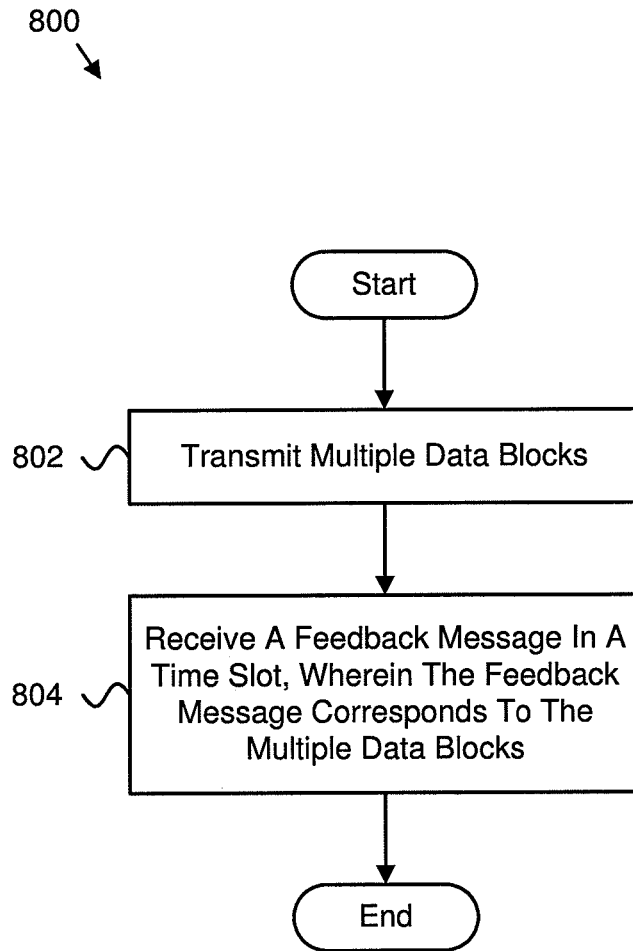 800
Start
802
Transmit Multiple Data Blocks
804
Receive A Feedback Message In A
Time Slot, Wherein The Feedback
Message Corresponds To The
Multiple Data Blocks
End